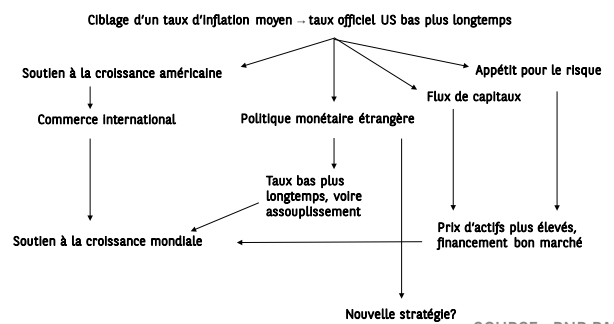 Ciblage d'un taux d'inflation moyen → taux officiel US bas plus longtemps
Soutien à la croissance américaine
Appétit pour le risque
Flux de capitaux
Commerce international
Politique monétaire étrangère
Taux bas plus
longtemps, voire
assouplissement
Soutien à la croissance mondiale
Prix d'actifs plus élevés,
financement bon marché
Nouvelle stratégie?